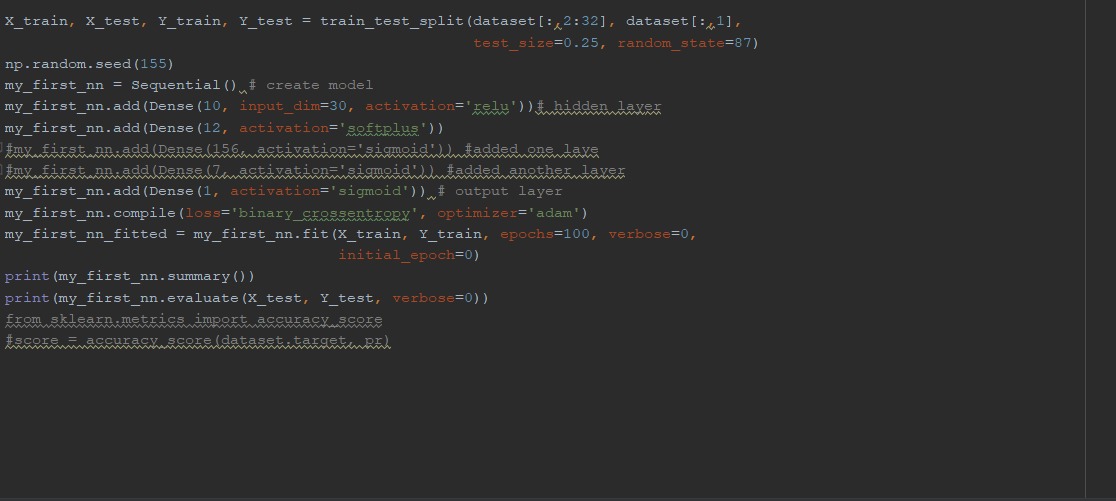 X_train, X_test, Y_train, Y_test = train_test_split(dataset[:,2:32], dataset[:,1],
test_size=0.25, random_state=87)
np.random.seed(155)
my_first_nn = Sequential() # create model
my_first_nn.add(Dense(10, input_dim=30, activation='relu'))# hidden layer
my_first_nn.add(Dense(12, activation='softplus'))
#my_first_nn.add(Dense(156, activation='sigmoid')) #added one laye
#my_first_nn.add(Dense(7, activation='sigmoid')) #added another layer
my_first_nn.add(Dense(1, activation='sigmoid')) # output layer
my_first_nn.compile(loss='binary_crossentropy', optimizer='adam')
my_first_nn_fitted = my_first_nn.fit(X_train, Y_train, epochs=100, verbose=0,
initial_epoch=0)
print(my_first_nn.summary())
print(my_first_nn.evaluate(X_test, Y_test, verbose=0))
from sklearn.metrics import accuracy_score
#score = accuracy_score(dataset.target, pr)